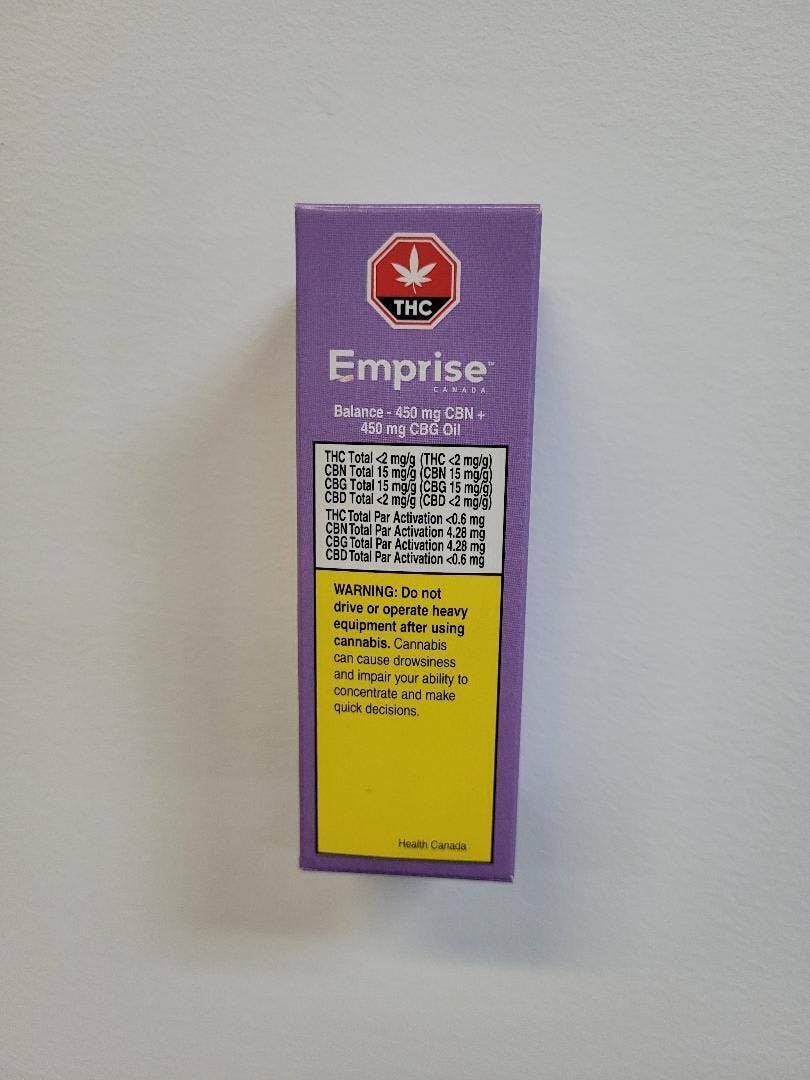 THC
Emprise™
CANADA
Balance - 450 mg CBN +
450 mg CBG Oil
THC Total <2 mg/g (THC <2 mg/g)
CBN Total 15 mg/g (CBN 15 mg/g)
CBG Total 15 mg/g (CBG 15 mg/g)
CBD Total <2 mg/g (CBD <2 mg/g)
THC Total Par Activation <0.6 mg
CBN Total Par Activation 4.28 mg
CBG Total Par Activation 4.28 mg
CBD Total Par Activation <0.6 mg
WARNING: Do not
drive or operate heavy
equipment after using
cannabis. Cannabis
can cause drowsiness
and impair your ability to
concentrate and make
quick decisions.
Health Canada